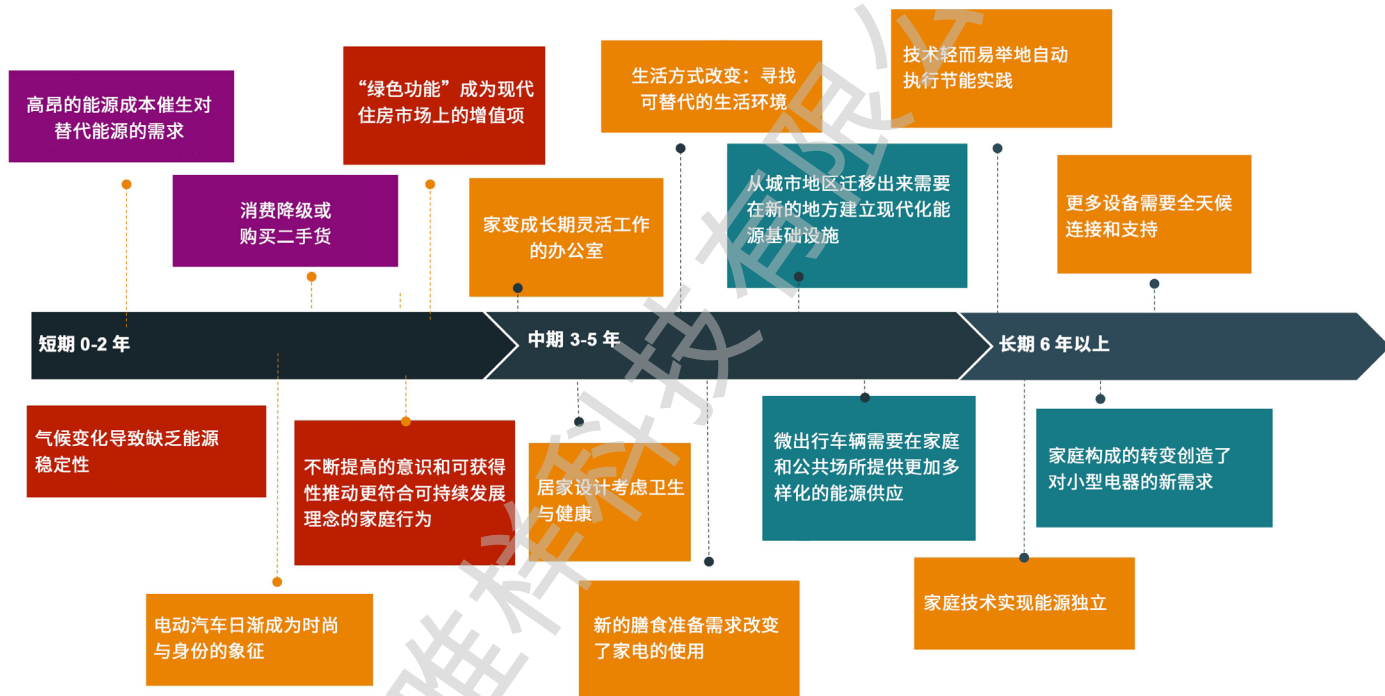 高昂的能源成本催生对
替代能源的需求
“绿色功能”成为现代
住房市场上的增值项
生活方式改变：寻找
可替代的生活环境
技术轻而易举地自动
执行节能实践
消费降级或
购买二手货
家变成长期灵活工作
的办公室
从城市地区迁移出来需要
在新的地方建立现代化能
源基础设施
更多设备需要全天候
连接和支持
短期 0-2 年
中期 3-5 年
长期 6 年以上
气候变化导致缺乏能源
稳定性
不断提高的意识和可获得
性推动更符合可持续发展
理念的家庭行为
居家设计考虑卫生
与健康
微出行车辆需要在家庭
和公共场所提供更加多
样化的能源供应
家庭构成的转变创造了
对小型电器的新需求
电动汽车日渐成为时尚
与身份的象征
新的膳食准备需求改变
了家电的使用
家庭技术实现能源独立
唯样科技有限公